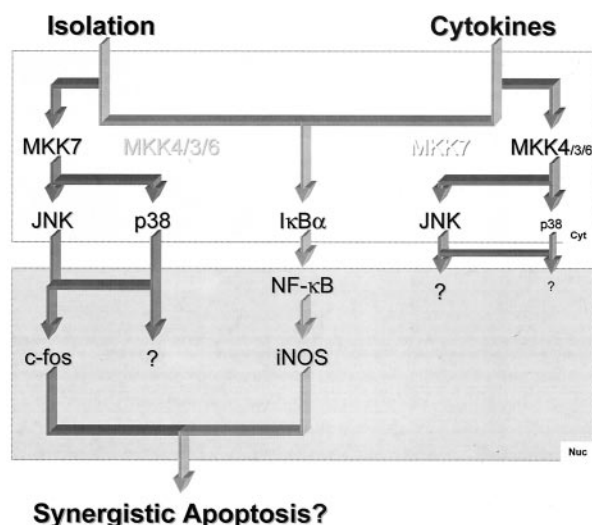 Isolation Cytokines
MKK7 MKK4/3/6 MKK7 MKK4/3/6
JNK p38 IκBα JNK p38
Cyt
NF-κB ? ?
c-fos ? iNOS
Nuc
Synergistic Apoptosis?